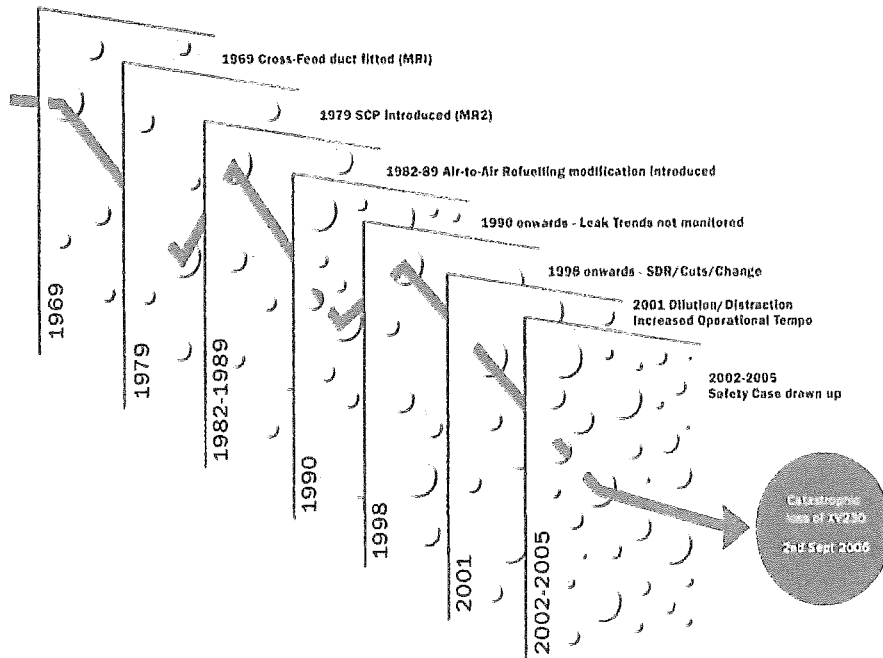 1969 Cross-Feed duct fitted (MRI)
1979 SCP Introduced (MR2)
1982-89 Air-to-Air Refuelling modification introduced
1990 onwards - Leak Trends not monitored
1998 onwards - SDR/Cuts/Change
2001 Dilution/Distraction
Increased Operational Tempo
2002-2005
Safety Case drawn up
1969
1979
1982-1989
1990
1998
2001
2002-2005
Catastrophic
loss of XV230
2nd Sept 2006